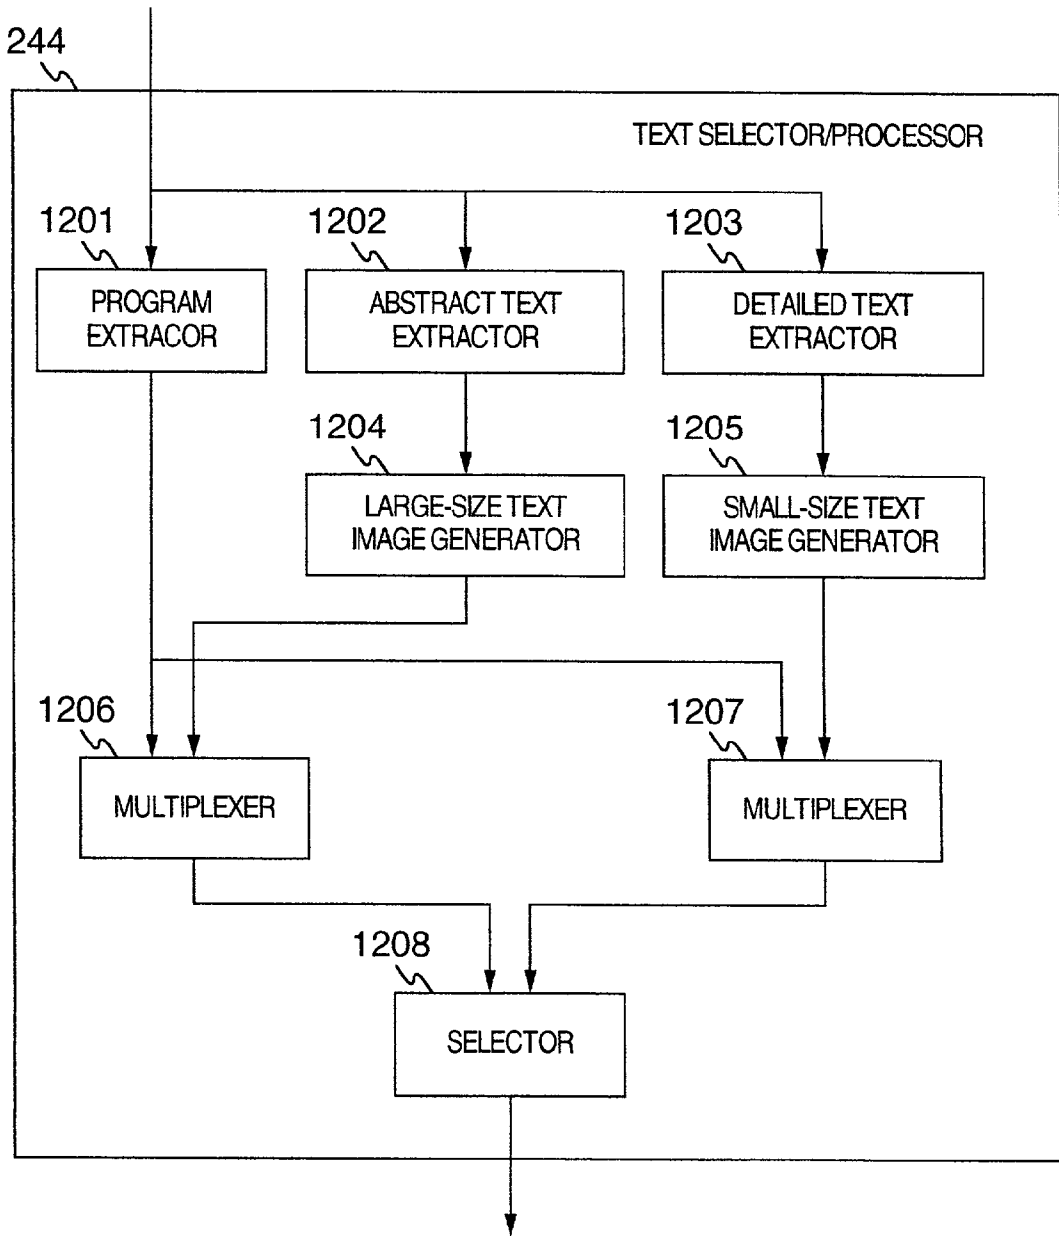 244
TEXT SELECTOR/PROCESSOR
1201
1202
1203
PROGRAM
EXTRACOR
ABSTRACT TEXT
EXTRACTOR
DETAILED TEXT
EXTRACTOR
1204
1205
LARGE-SIZE TEXT
IMAGE GENERATOR
SMALL-SIZE TEXT
IMAGE GENERATOR
1206
1207
MULTIPLEXER
MULTIPLEXER
1208
SELECTOR